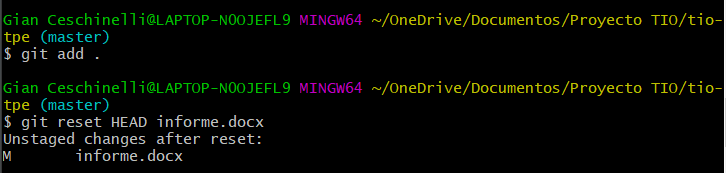 Gian Ceschinelli@LAPTOP-N0OJEFL9 MINGW64 ~/OneDrive/Documentos/Proyecto TIO/tio-
tpe (master)
$ git add .
Gian Ceschinelli@LAPTOP-N0OJEFL9 MINGW64 ~/OneDrive/Documentos/Proyecto TIO/tio-
tpe (master)
$ git reset HEAD informe.docx
Unstaged changes after reset:
M       informe.docx